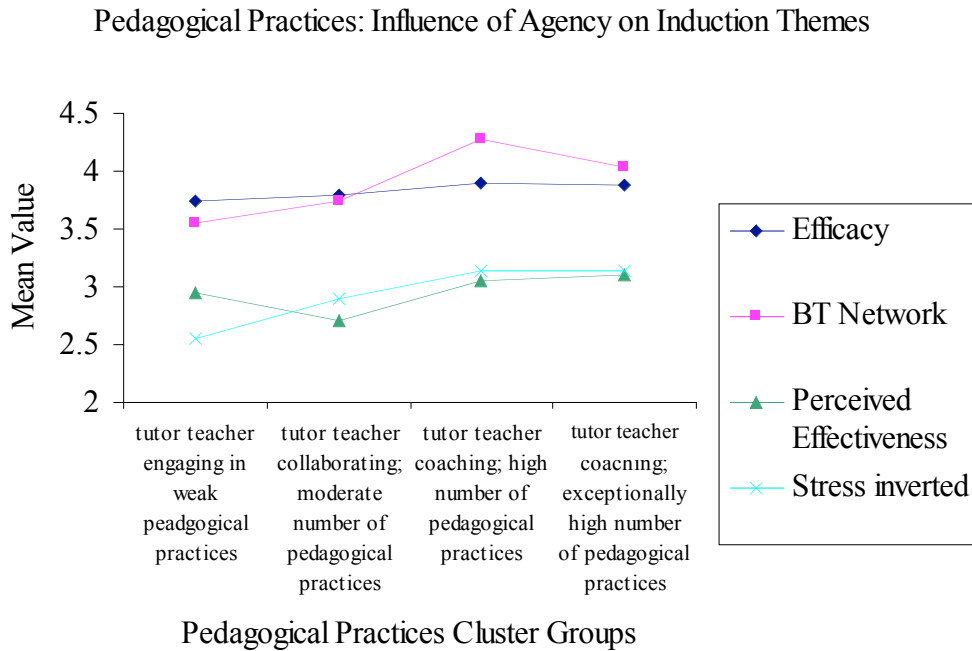 Pedagogical Practices: Influence of Agency on Induction Themes
4.5
4
3.5
3
2.5
2
Mean Value
tutor teacher
engaging in
weak
peadgogical
practices
tutor teacher
collaborating;
moderate
number of
pedagogical
practices
tutor teacher
coaching; high
number of
pedagogical
practices
tutor teacher
coacning;
exceptionally
high number
of pedagogical
practices
Pedagogical Practices Cluster Groups
Efficacy
BT Network
Perceived
Effectiveness
Stress inverted